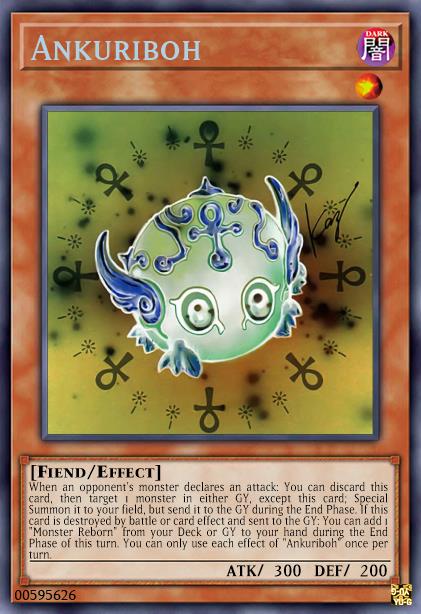 ANKURIBOH
DARK
闇
[FIEND/EFFECT]
When an opponent's monster declares an attack: You can discard this
card, then target 1 monster in either GY, except this card; Special
Summon it to your field, but send it to the GY during the End Phase. If this
card is destroyed by battle or card effect and sent to the GY: You can add 1
"Monster Reborn" from your Deck or GY to your hand during the End
Phase of this turn. You can only use each effect of "Ankuriboh" once per
turn.
ATK/ 300 DEF/ 200
00595626